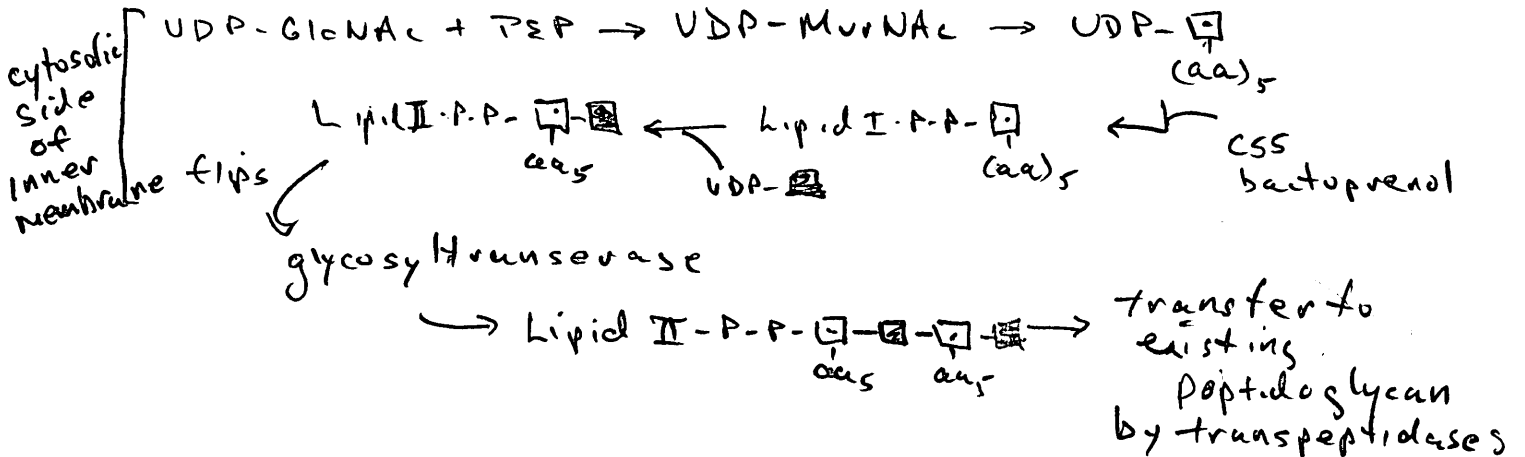 UDP-GlcNAc + PEP → UDP-MurNAc → UDP-▫
(aa)5
cytosolic
side
of
inner
membrane
Lipid II·P·P-▫-▪ ← Lipid I·P-P-▫
aa5
UDP-▪
(aa)5
C55
bactoprenol
flips
glycosyltranserase
→ Lipid II-P-P-▫-▪-▫-▪ →
aa5 aa5
transfer to
existing
peptidoglycan
by transpeptidases